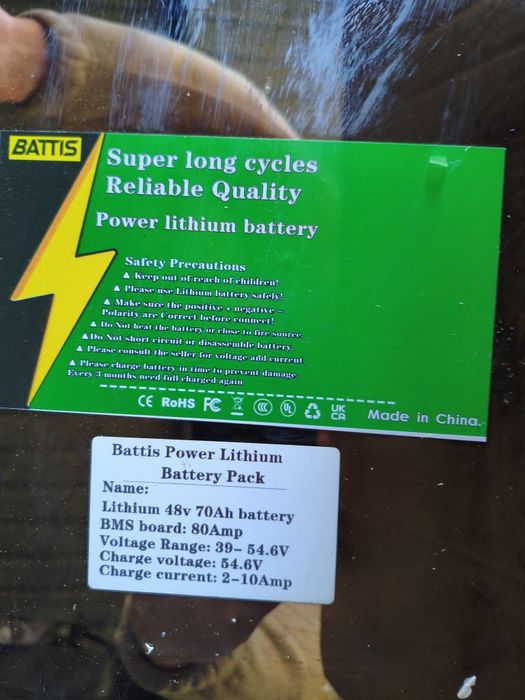 BATTIS
Super long cycles
Reliable Quality
Power lithium battery
Safety Precautions
▲ Keep out of reach of children!
▲ Please use Lithium battery safely!
▲ Make sure the positive + negative -
Polarity are Correct before connect!
▲ Do Not heat the battery or close to fire source.
▲Do Not short circuit or disassemble battery.
▲ Please consult the seller for voltage and current.
▲ Please charge battery in time to prevent damage.
Every 3 months need full charged again.
CE RoHS FC CCC UL UK CA Made in China.
Battis Power Lithium
Battery Pack
Name:
Lithium 48v 70Ah battery
BMS board: 80Amp
Voltage Range: 39- 54.6V
Charge voltage: 54.6V
Charge current: 2-10Amp